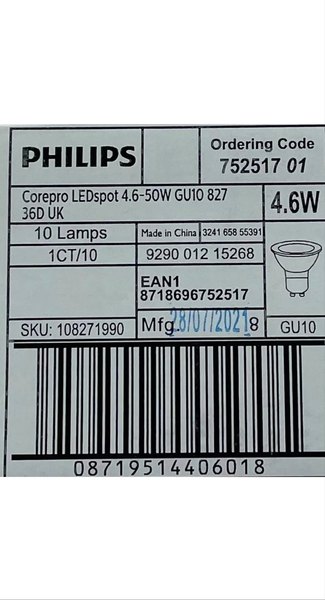 PHILIPS
Ordering Code
752517 01
Corepro LEDspot 4.6-50W GU10 827
36D UK
4.6W
10 Lamps
Made in China
3241 658 55391
1CT/10
9290 012 15268
EAN1
8718696752517
SKU: 108271990
Mfg. 28/07/2021 8
GU10
08719514406018